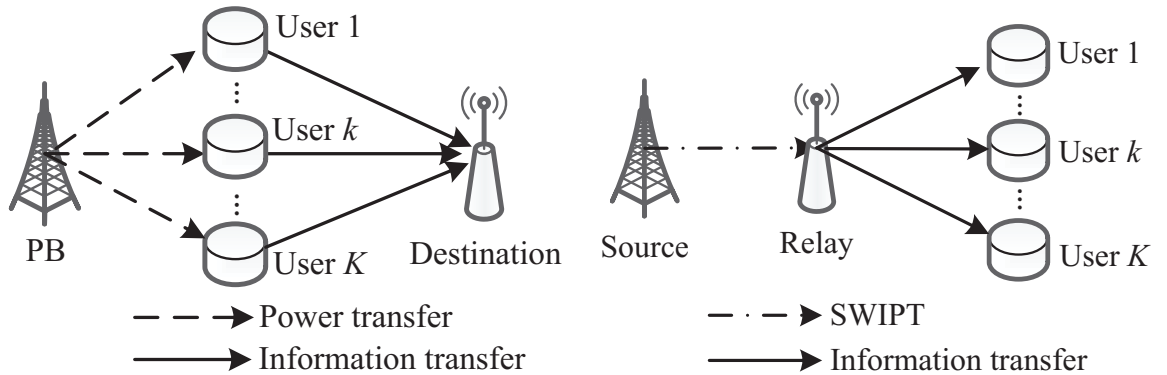 User 1
User k
User K
PB
Destination
Power transfer
Information transfer
User 1
User k
User K
Source
Relay
SWIPT
Information transfer